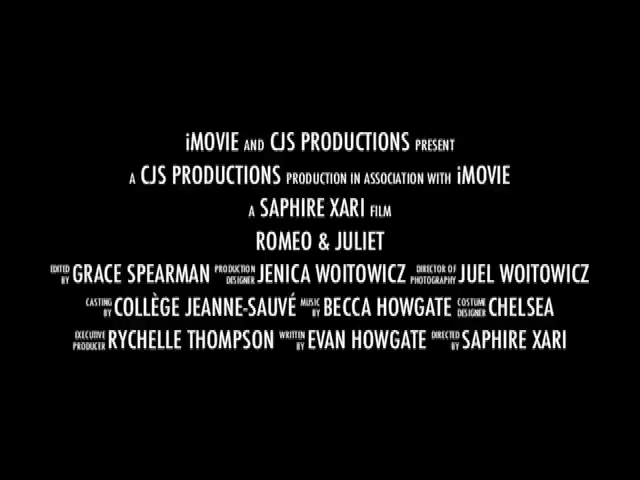 iMOVIE AND CJS PRODUCTIONS PRESENT
A CJS PRODUCTIONS PRODUCTION IN ASSOCIATION WITH iMOVIE
A SAPHIRE XARI FILM
ROMEO & JULIET
EDITED BY GRACE SPEARMAN PRODUCTION DESIGNER JENICA WOITOWICZ DIRECTOR OF PHOTOGRAPHY JUEL WOITOWICZ
CASTING BY COLLÈGE JEANNE-SAUVÉ MUSIC BY BECCA HOWGATE COSTUME DESIGNER CHELSEA
EXECUTIVE PRODUCER RYCHELLE THOMPSON WRITTEN BY EVAN HOWGATE DIRECTED BY SAPHIRE XARI